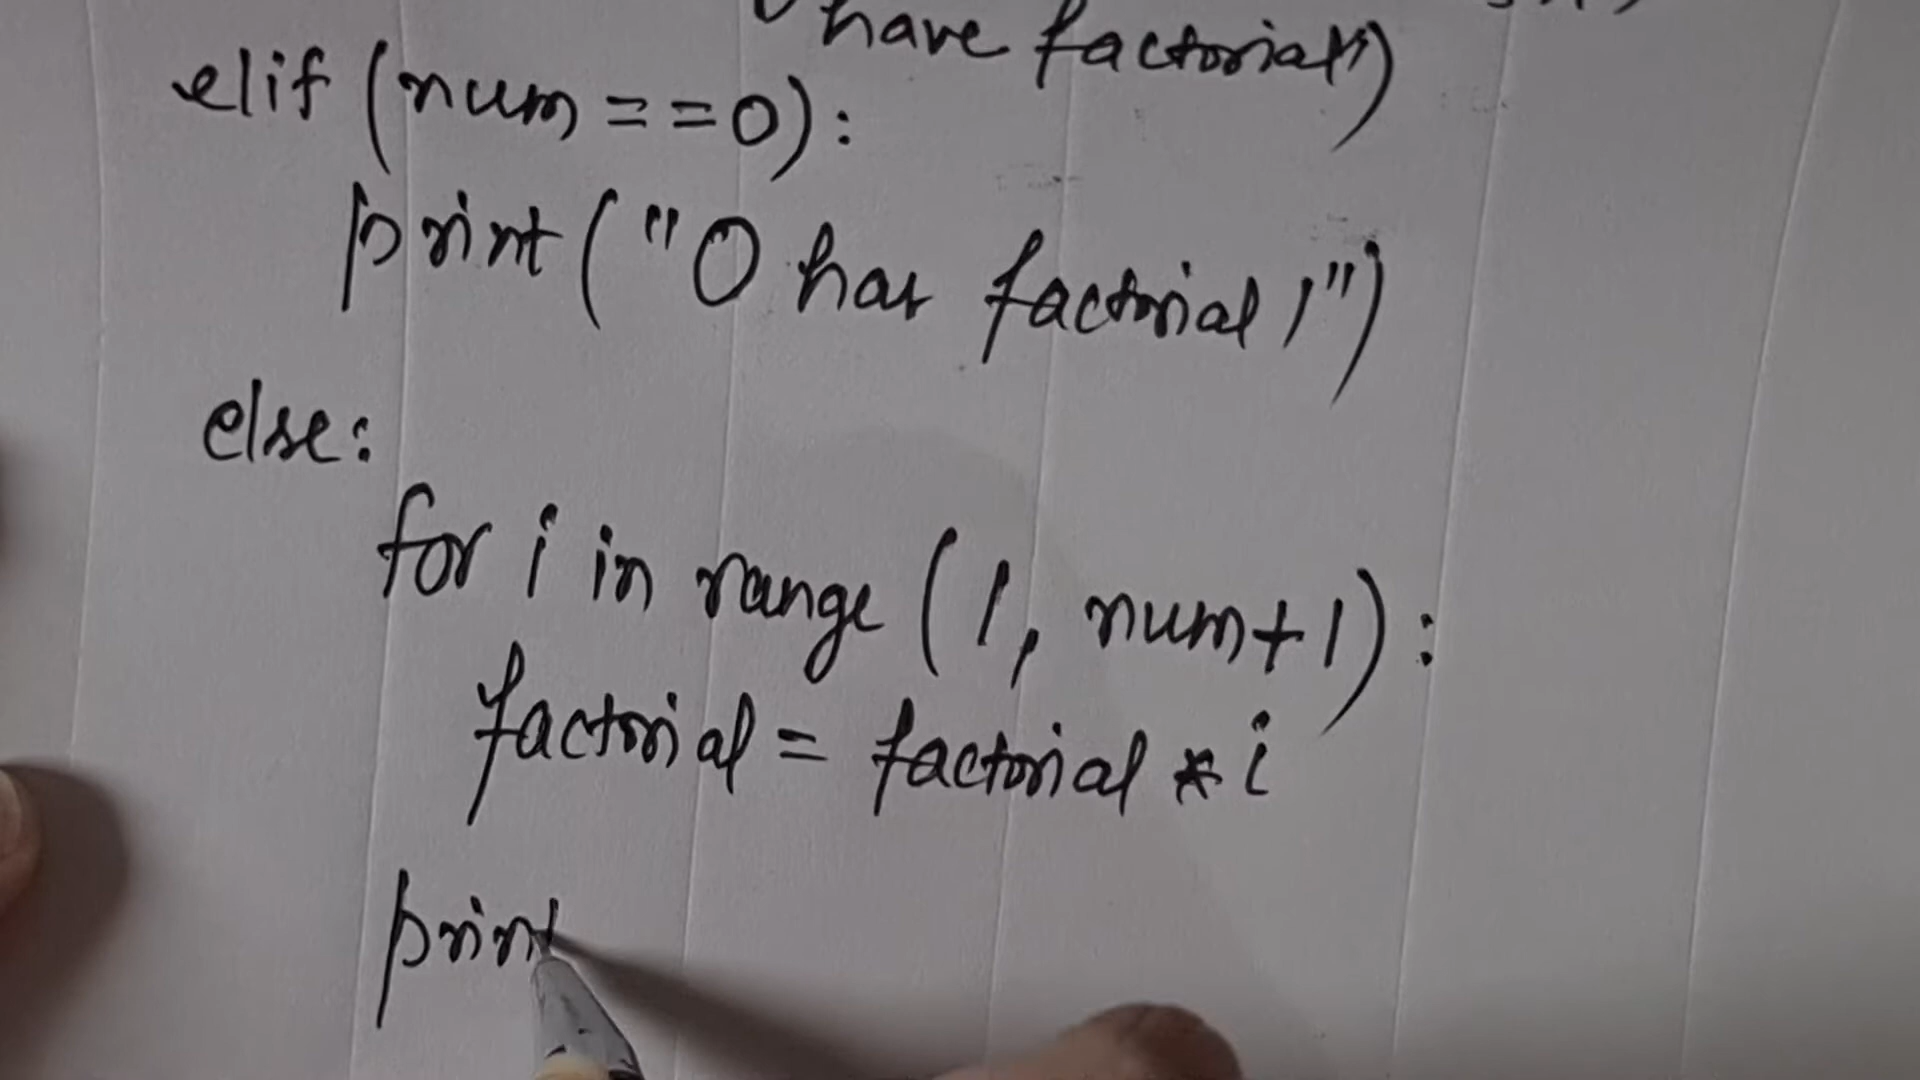 have factorial")
elif (num==0):
print ("0 has factorial 1")
else:
for i in range (1, num+1):
factorial = factorial * i
print